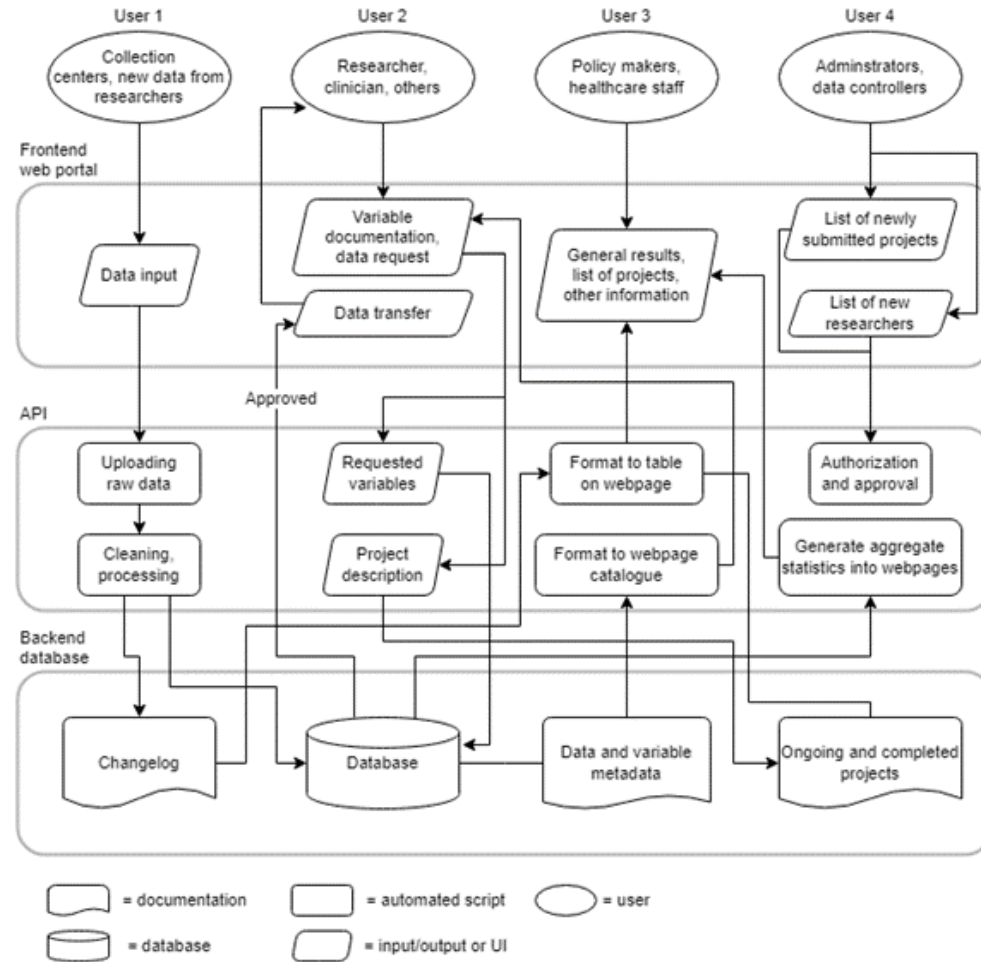 User 1
User 2
User 3
User 4
Collection
centers, new data from
researchers
Researcher,
clinician, others
Policy makers,
healthcare staff
Adminstrators,
data controllers
Frontend
web portal
Data input
Variable
documentation,
data request
Data transfer
General results,
list of projects,
other information
List of newly
submitted projects
List of new
researchers
Approved
API
Uploading
raw data
Requested
variables
Format to table
on webpage
Authorization
and approval
Cleaning,
processing
Project
description
Format to webpage
catalogue
Generate aggregate
statistics into webpages
Backend
database
Changelog
Database
Data and variable
metadata
Ongoing and completed
projects
= documentation
= automated script
= user
= database
= input/output or UI